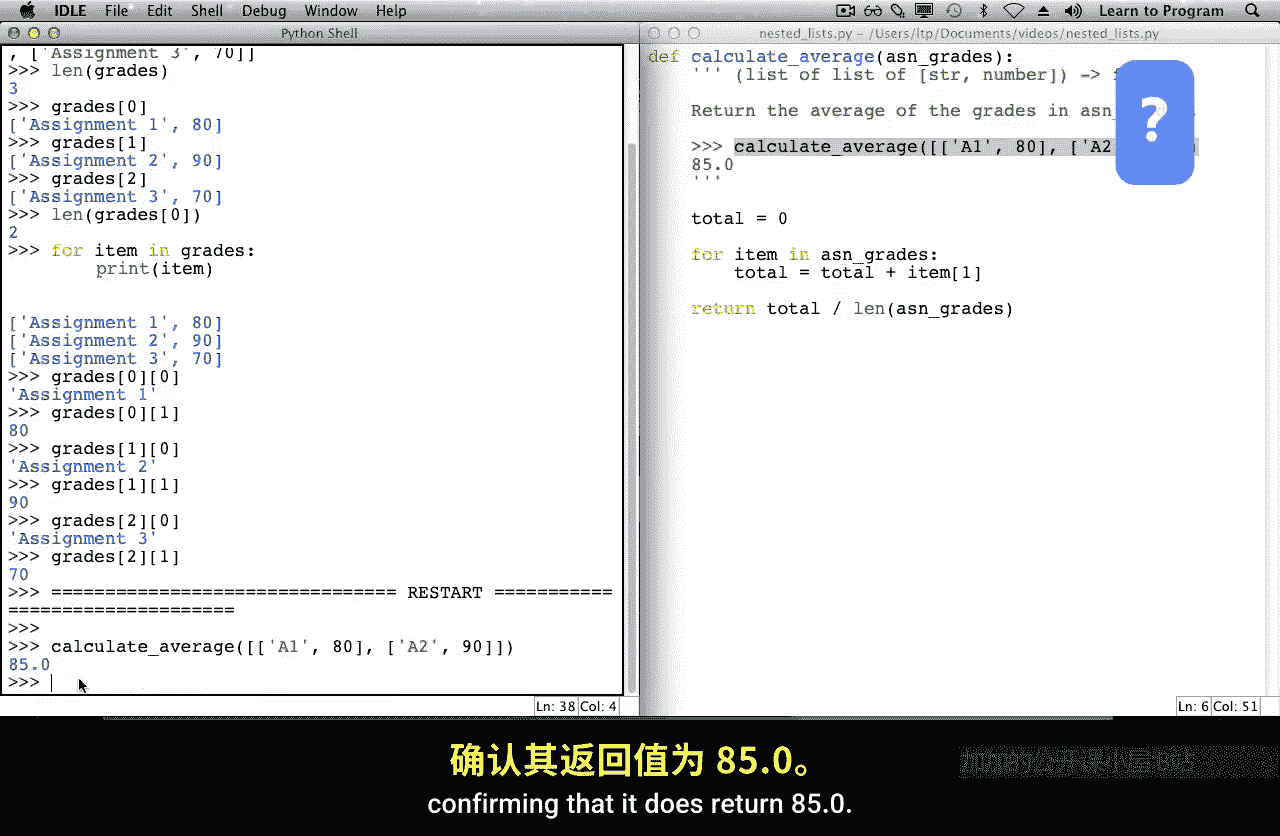 IDLE File Edit Shell Debug Window Help Learn to Program
Python Shell
, ['Assignment 3', 70]]
>>> len(grades)
3
>>> grades[0]
['Assignment 1', 80]
>>> grades[1]
['Assignment 2', 90]
>>> grades[2]
['Assignment 3', 70]
>>> len(grades[0])
2
>>> for item in grades:
print(item)
['Assignment 1', 80]
['Assignment 2', 90]
['Assignment 3', 70]
>>> grades[0][0]
'Assignment 1'
>>> grades[0][1]
80
>>> grades[1][0]
'Assignment 2'
>>> grades[1][1]
90
>>> grades[2][0]
'Assignment 3'
>>> grades[2][1]
70
>>> ================================ RESTART ===========
=====================
>>>
>>> calculate_average([['A1', 80], ['A2', 90]])
85.0
>>>
Ln: 38 Col: 4
nested_lists.py – /Users/ltp/Documents/videos/nested_lists.py
def calculate_average(asn_grades):
''' (list of list of [str, number]) ->
Return the average of the grades in asn_
>>> calculate_average([['A1', 80], ['A2
85.0
'''
total = 0
for item in asn_grades:
total = total + item[1]
return total / len(asn_grades)
?
Ln: 6 Col: 51
确认其返回值为 85.0。
confirming that it does return 85.0.